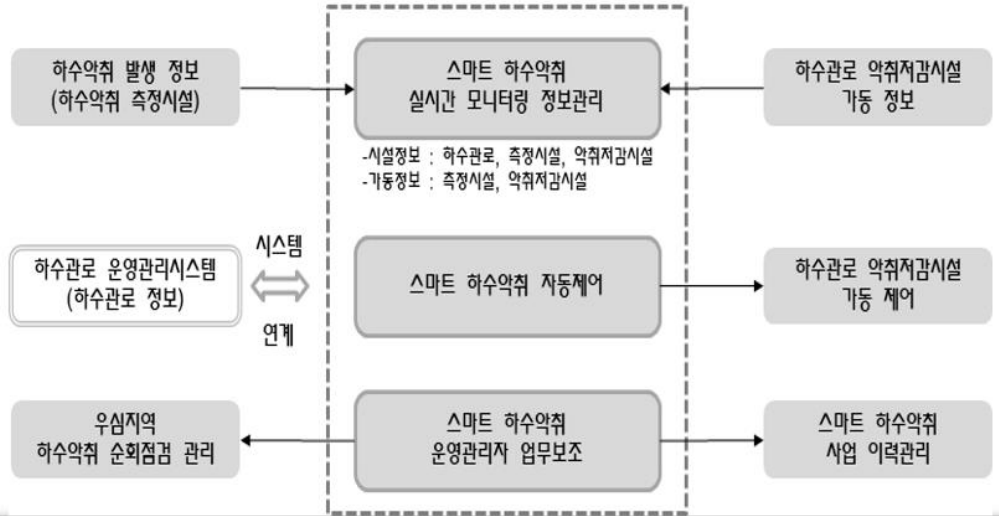 하수악취 발생 정보
(하수악취 측정시설)
스마트 하수악취
실시간 모니터링 정보관리
하수관로 악취저감시설
가동 정보
-시설정보 : 하수관로, 측정시설, 악취저감시설
-가동정보 : 측정시설, 악취저감시설
하수관로 운영관리시스템
(하수관로 정보)
시스템
연계
스마트 하수악취 자동제어
하수관로 악취저감시설
가동 제어
우심지역
하수악취 순회점검 관리
스마트 하수악취
운영관리자 업무보조
스마트 하수악취
사업 이력관리